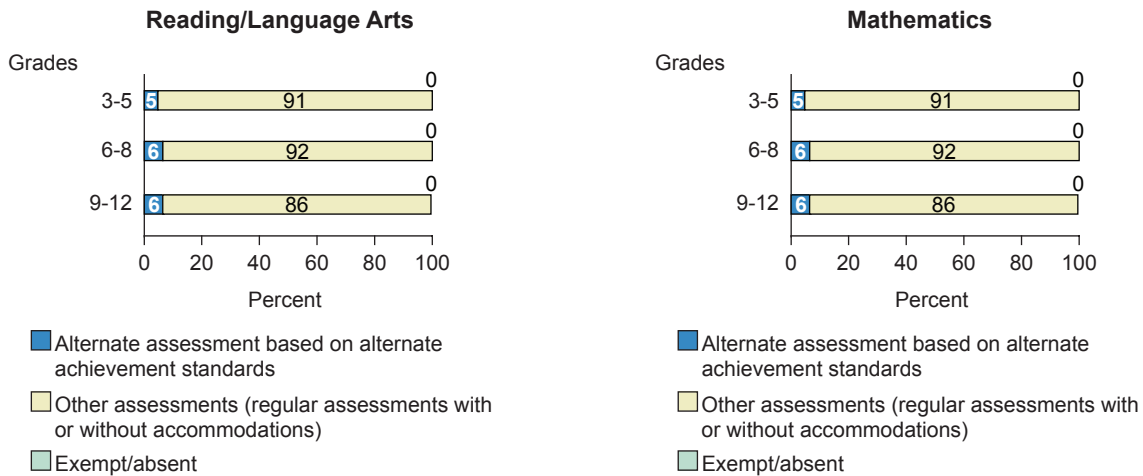 Reading/Language Arts
Grades
0
3-5 5 91
0
6-8 6 92
0
9-12 6 86
0 20 40 60 80 100
Percent
Alternate assessment based on alternate
achievement standards
Other assessments (regular assessments with
or without accommodations)
Exempt/absent
Mathematics
Grades
0
3-5 5 91
0
6-8 6 92
0
9-12 6 86
0 20 40 60 80 100
Percent
Alternate assessment based on alternate
achievement standards
Other assessments (regular assessments with
or without accommodations)
Exempt/absent